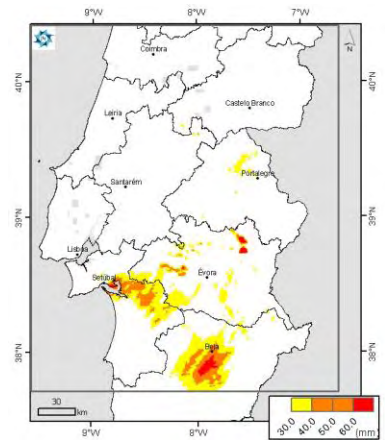 9°W 8°W 7°W
N
Coimbra
40°N 40°N
Castelo Branco
Leiria
Portalegre
Santarém
39°N 39°N
Lisboa
Évora
Setúbal
38°N 38°N
Beja
30
km
30.0 40.0 50.0 60.0 (mm)
9°W 8°W 7°W